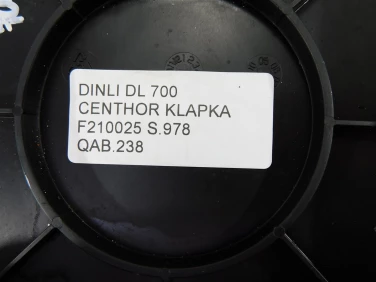 DINLI DL 700
CENTHOR KLAPKA
F210025 S.978
QAB.238